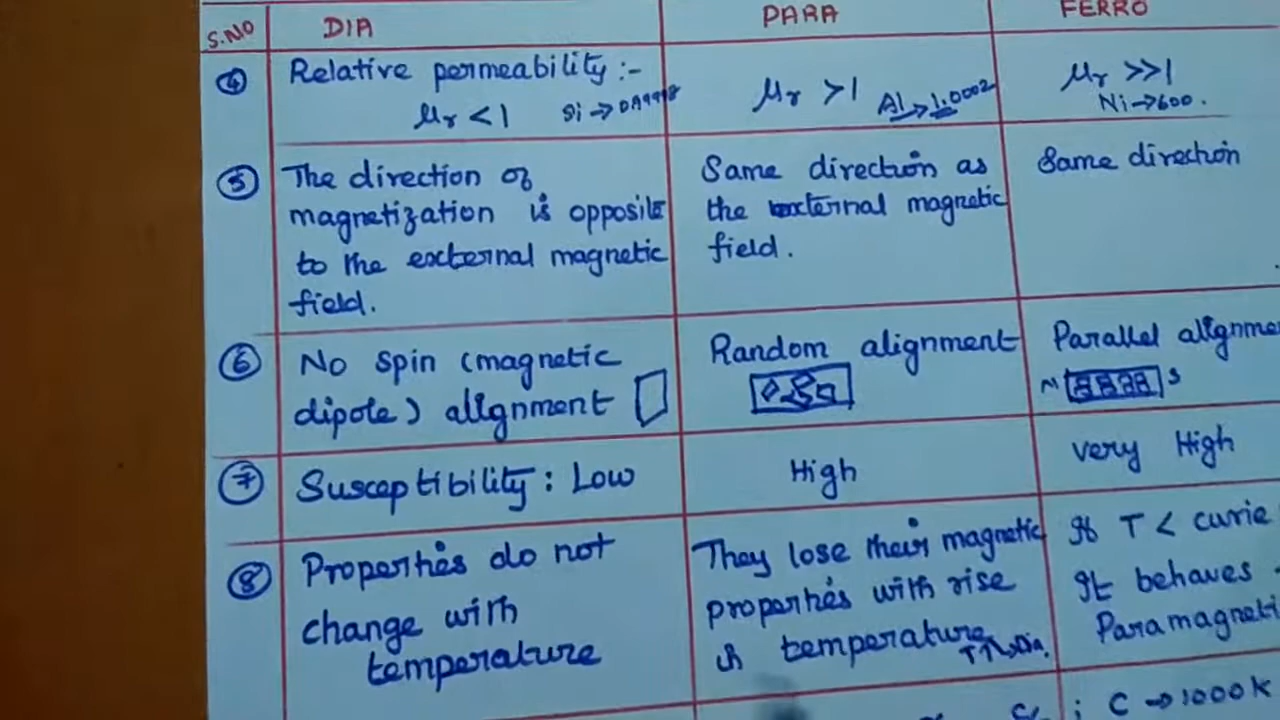 S.NO DIA PARA FERRO
4 Relative permeability :- μr < 1 Si → μr > 1 Al → 1.0002 μr >> 1 Ni → 600.
5 The direction of
magnetization is opposite
to the external magnetic
field.
Same direction as
the external magnetic
field.
Same direction
6 No spin (magnetic
dipole) alignment
Random alignment
Parallel alignme
N S
7 Susceptibility : Low High very High
8 Properties do not
change with
temperature
They lose their magnetic
properties with rise
temperature
If T < curie
It behaves
Paramagneti
; C → 1000K